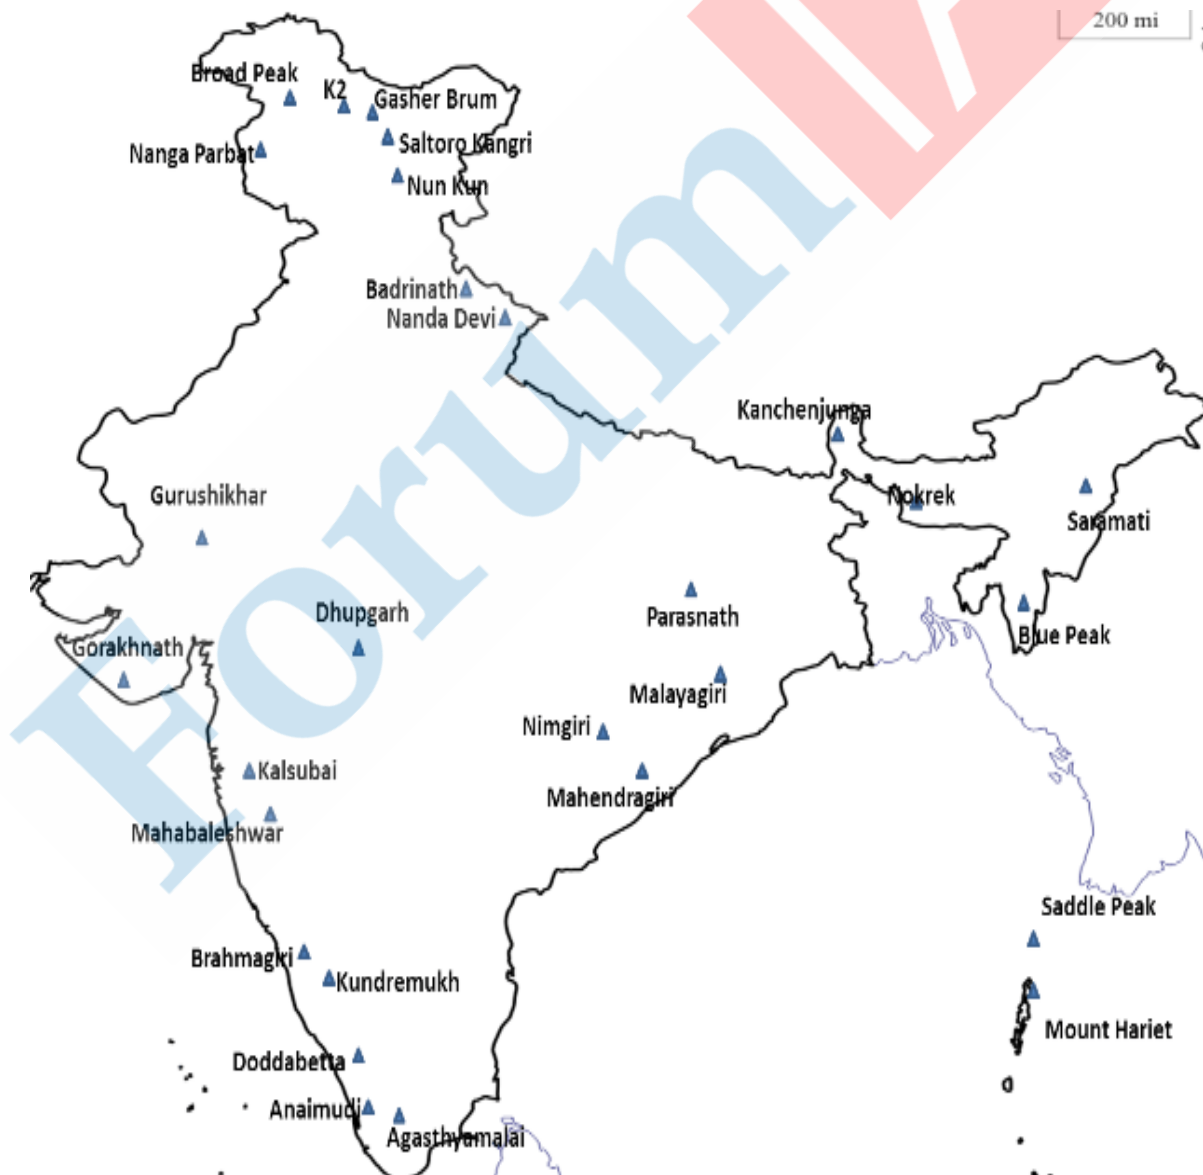 200 mi
Broad Peak
K2
Gasher Brum
Saltoro Kangri
Nanga Parbat
Nun Kun
Badrinath
Nanda Devi
Kanchenjunga
Gurushikhar
Nokrek
Saramati
Dhupgarh
Parasnath
Blue Peak
Gorakhnath
Malayagiri
Nimgiri
Kalsubai
Mahendragiri
Mahabaleshwar
Saddle Peak
Brahmagiri
Kundremukh
Mount Hariet
Doddabetta
Anaimudi
Agasthyamalai
Forum